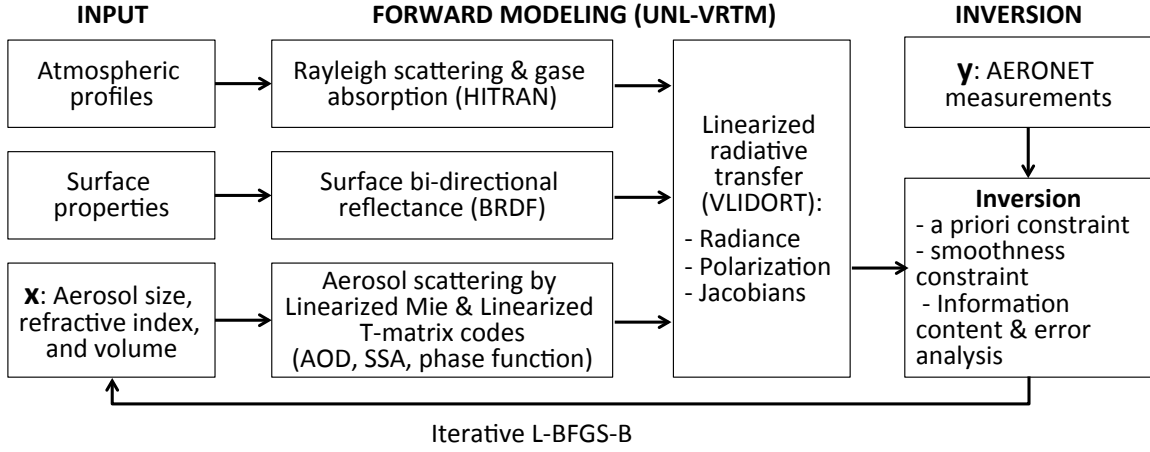 INPUT
FORWARD MODELING (UNL-VRTM)
INVERSION
Atmospheric
profiles
Rayleigh scattering & gase
absorption (HITRAN)
Surface
properties
Surface bi-directional
reflectance (BRDF)
x: Aerosol size,
refractive index,
and volume
Aerosol scattering by
Linearized Mie & Linearized
T-matrix codes
(AOD, SSA, phase function)
Linearized
radiative
transfer
(VLIDORT):
- Radiance
- Polarization
- Jacobians
y: AERONET
measurements
Inversion
- a priori constraint
- smoothness
constraint
- Information
content & error
analysis
Iterative L-BFGS-B